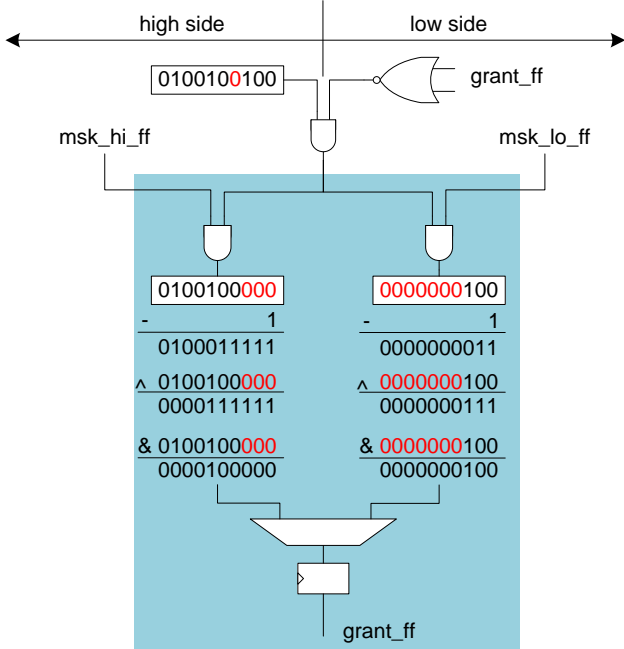 high side low side
0100100100 grant_ff
msk_hi_ff msk_lo_ff
0100100000 0000000100
- 1 - 1
0100011111 0000000011
^ 0100100000 ^ 0000000100
0000111111 0000000111
& 0100100000 & 0000000100
0000100000 0000000100
grant_ff